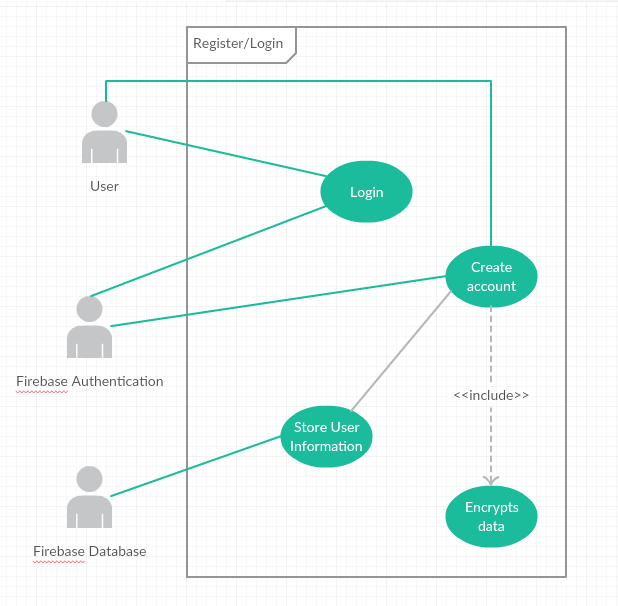 Register/Login
User
Login
Create
account
Firebase Authentication
<<include>>
Store User
Information
Encrypts
data
Firebase Database